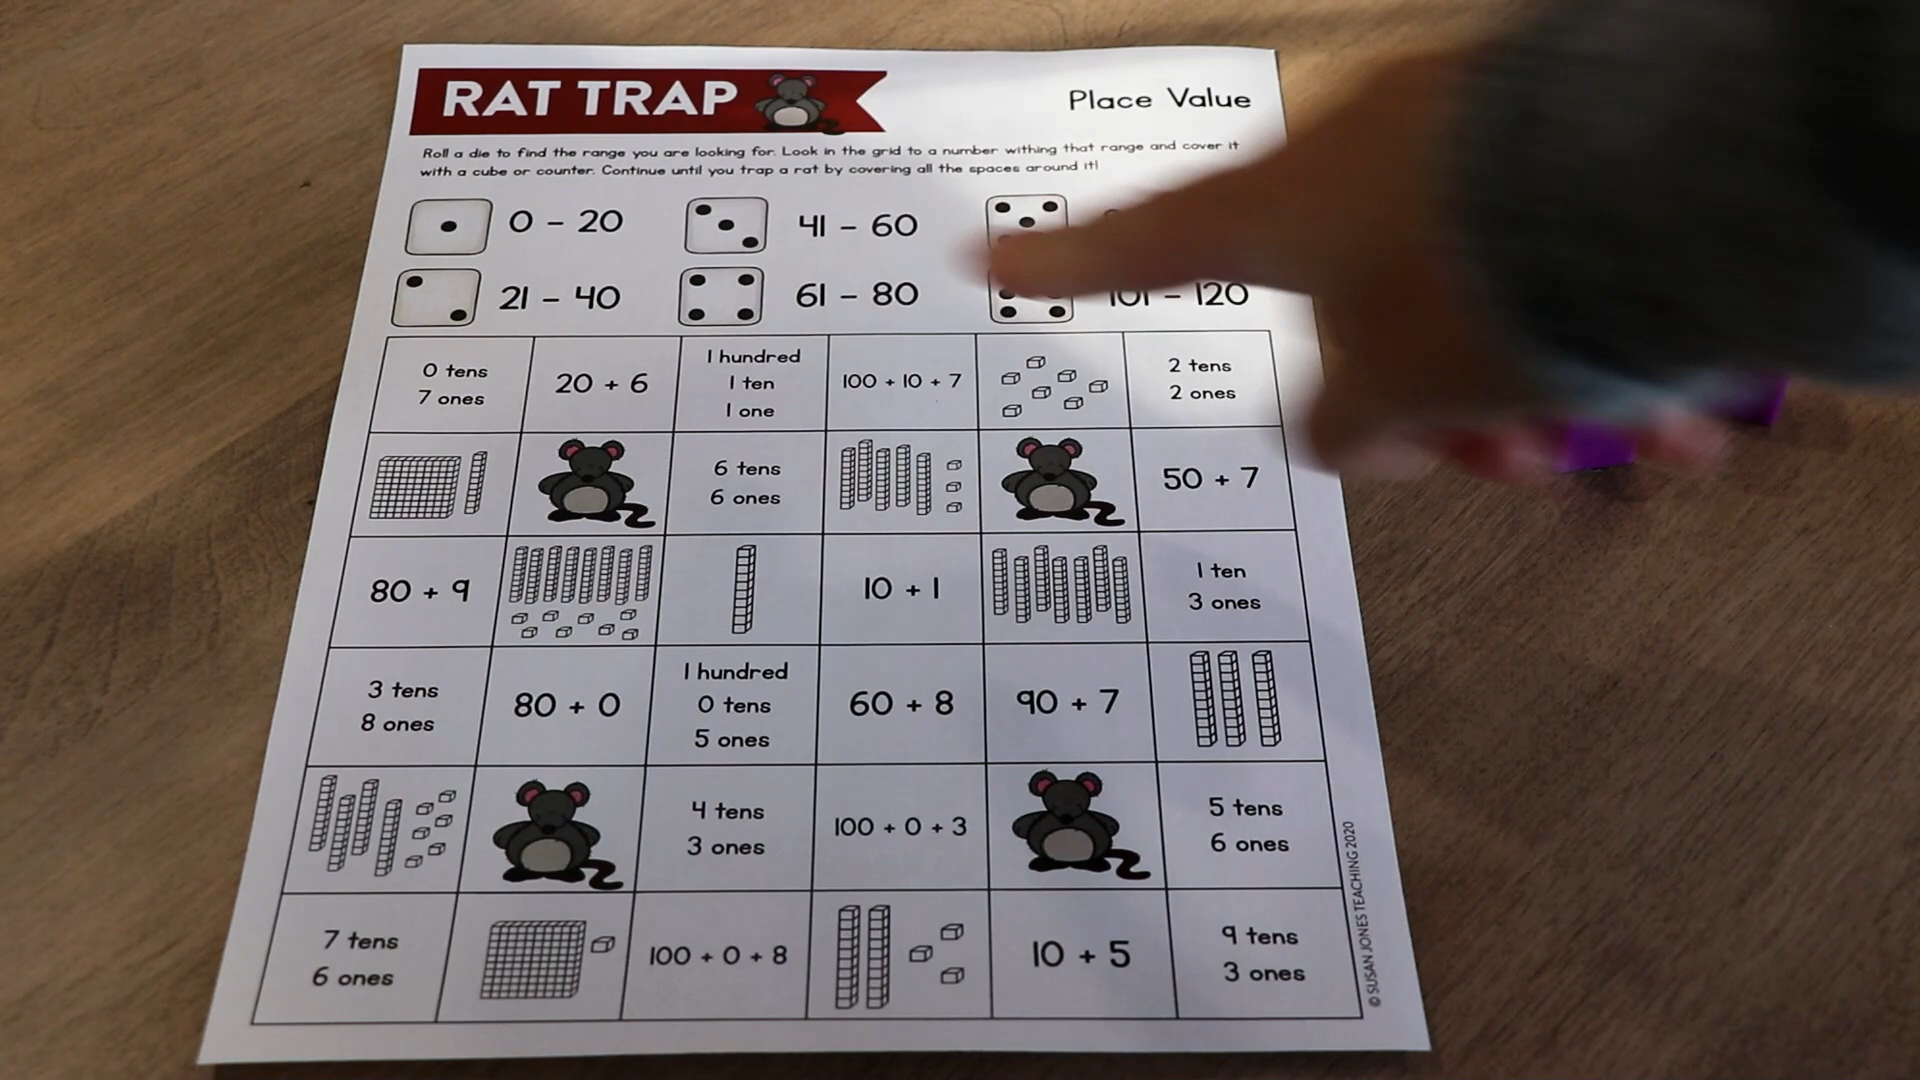 RAT TRAP
Place Value
Roll a die to find the range you are looking for. Look in the grid to a number withing that range and cover it
with a cube or counter. Continue until you trap a rat by covering all the spaces around it!
0 - 20
41 - 60
21 - 40
61 - 80
101 - 120
0 tens
7 ones
20 + 6
1 hundred
1 ten
1 one
100 + 10 + 7
2 tens
2 ones
6 tens
6 ones
50 + 7
80 + 9
10 + 1
1 ten
3 ones
3 tens
8 ones
80 + 0
1 hundred
0 tens
5 ones
60 + 8
90 + 7
4 tens
3 ones
100 + 0 + 3
5 tens
6 ones
7 tens
6 ones
100 + 0 + 8
10 + 5
9 tens
3 ones
© SUSAN JONES TEACHING 2020